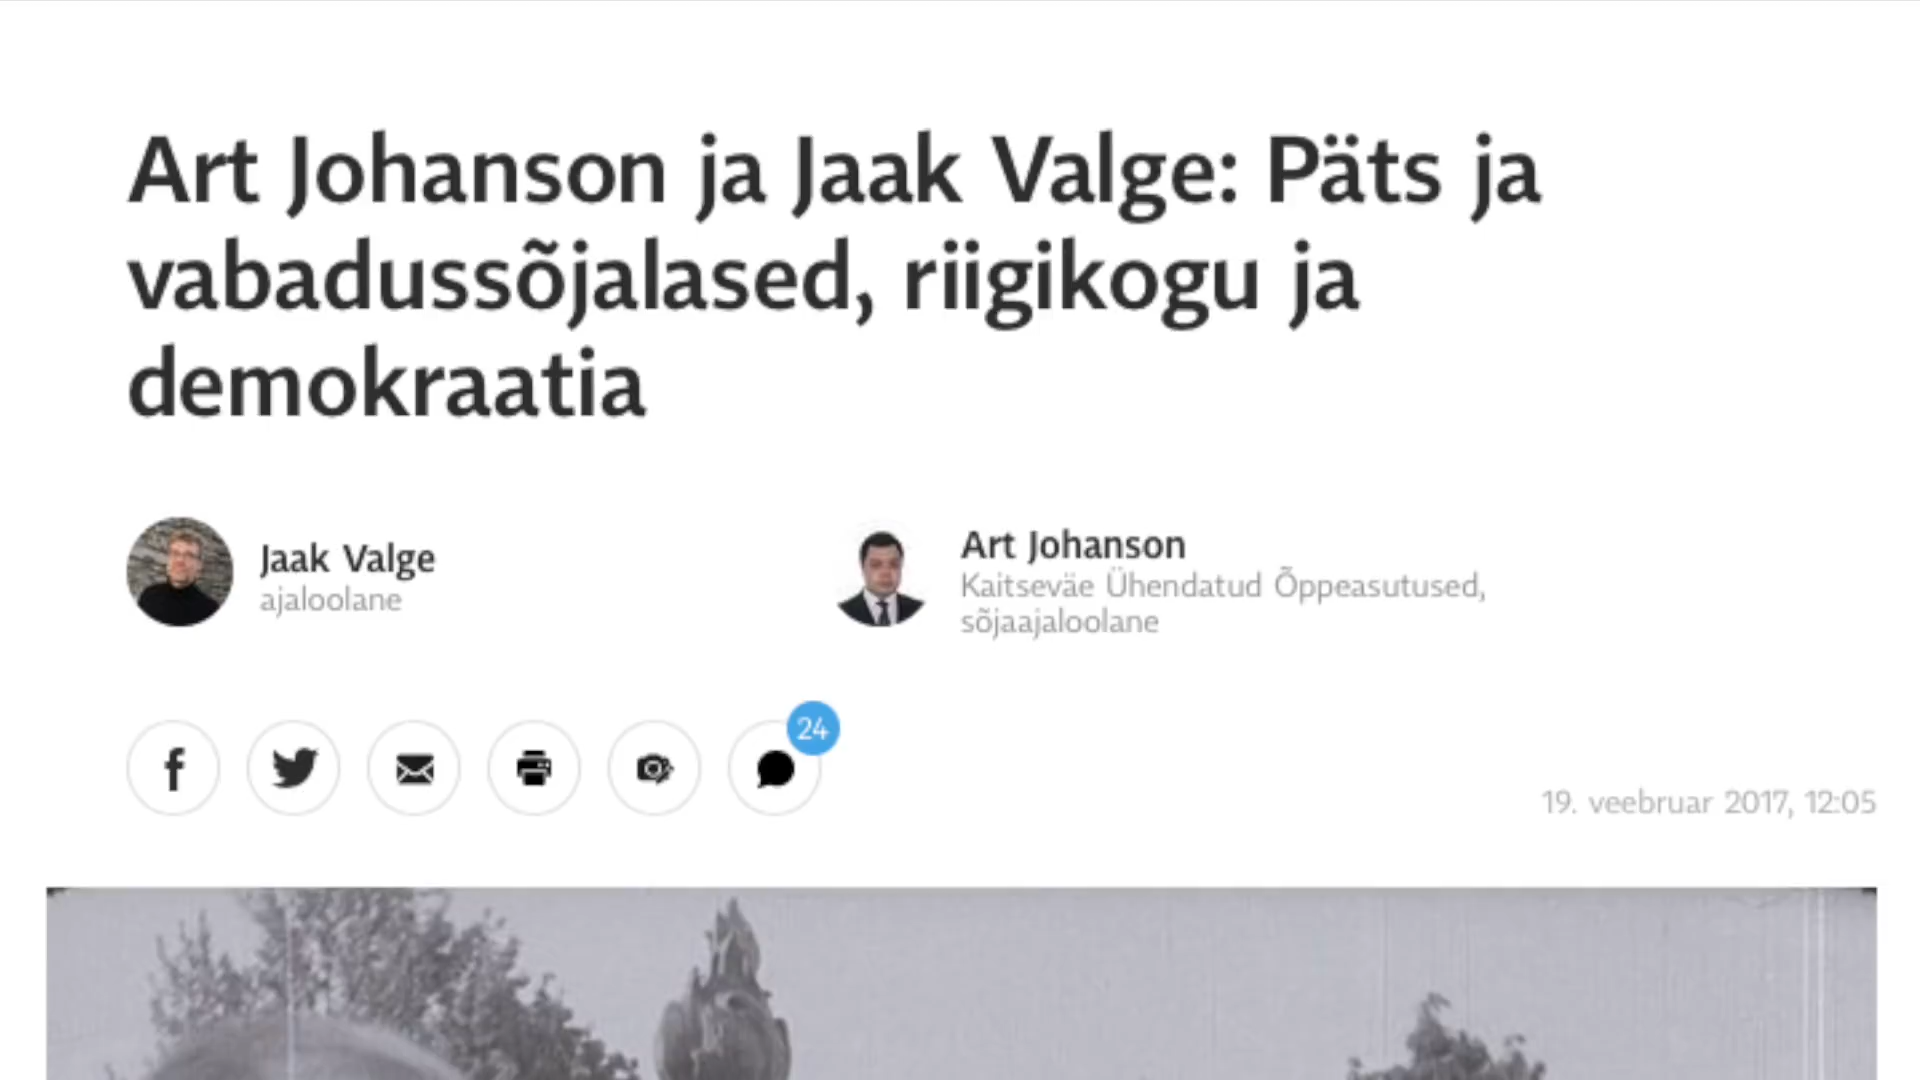 Art Johanson ja Jaak Valge: Päts ja
vabadussõjalased, riigikogu ja
demokraatia
Jaak Valge
ajaloolane
Art Johanson
Kaitseväe Ühendatud Õppeasutused,
sõjaajaloolane
24
19. veebruar 2017, 12:05